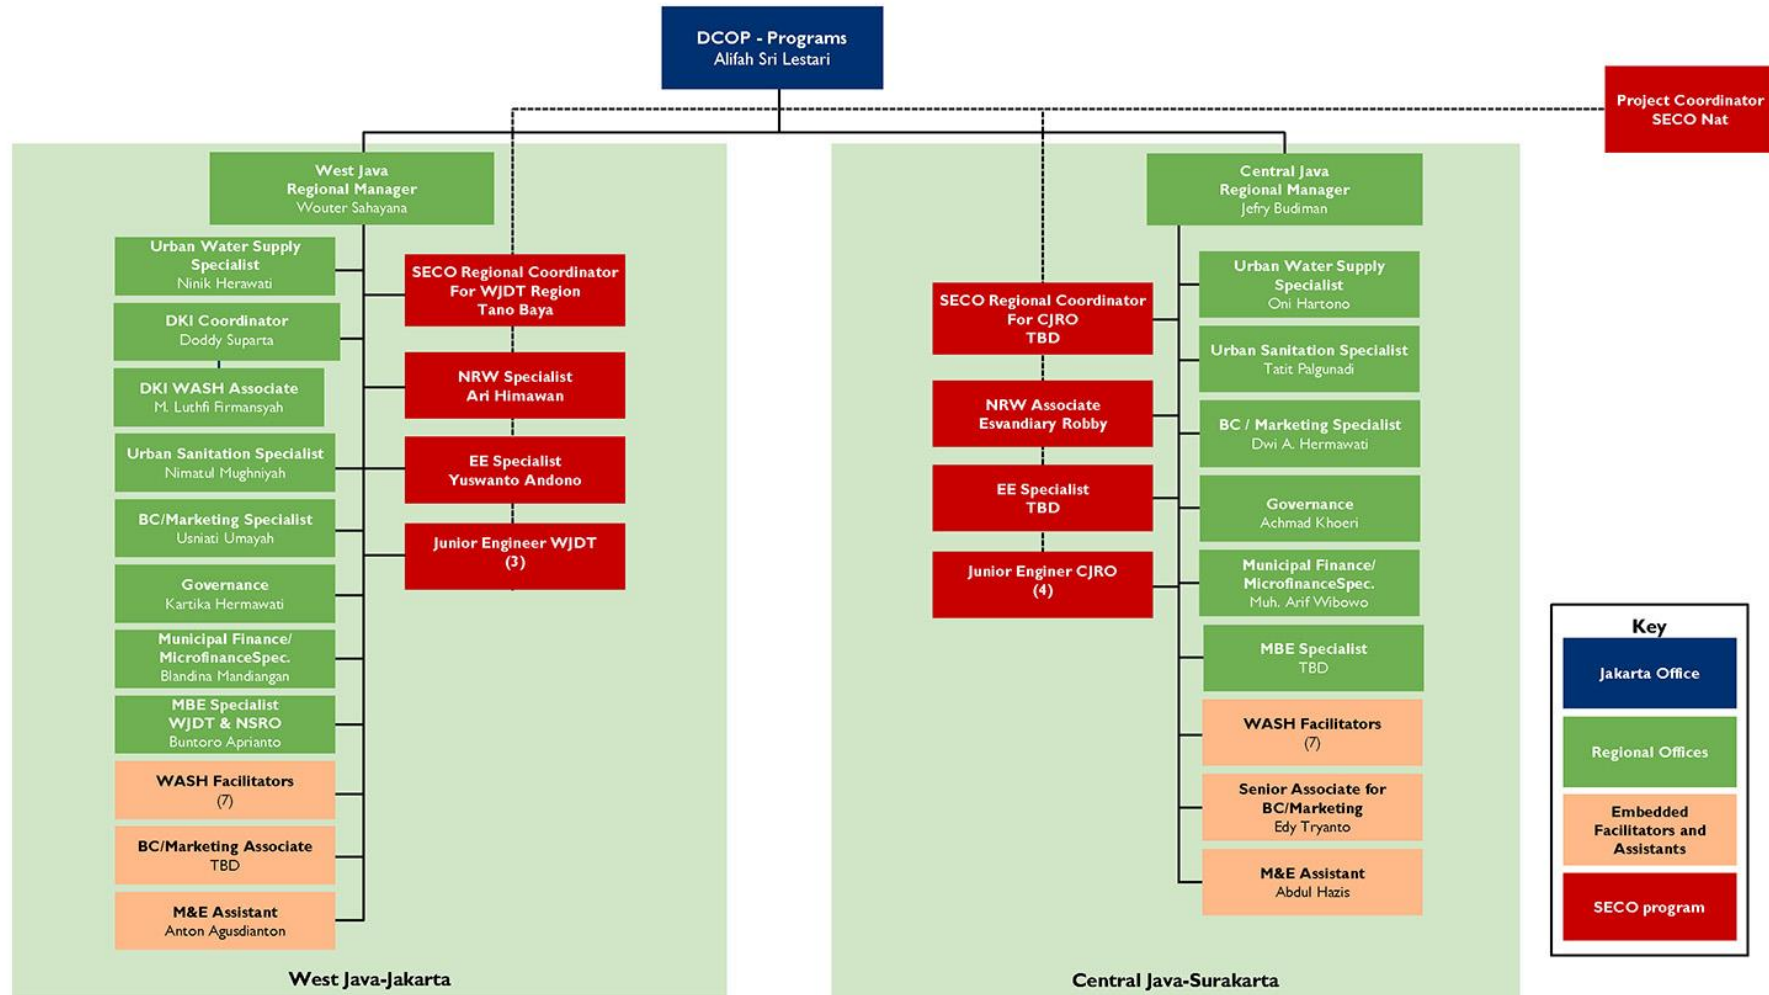 DCOP - Programs
Alifah Sri Lestari
Project Coordinator
SECO Nat
West Java
Regional Manager
Wouter Sahayana
Urban Water Supply
Specialist
Ninik Herawati
DKI Coordinator
Doddy Suparta
DKI WASH Associate
M. Luthfi Firmansyah
Urban Sanitation Specialist
Nimatul Mughniyah
BC/Marketing Specialist
Usniati Umayah
Governance
Kartika Hermawati
Municipal Finance/
MicrofinanceSpec.
Blandina Mandiangan
MBE Specialist
WJDT & NSRO
Buntoro Aprianto
WASH Facilitators
(7)
BC/Marketing Associate
TBD
M&E Assistant
Anton Agusdianton
SECO Regional Coordinator
For WJDT Region
Tano Baya
NRW Specialist
Ari Himawan
EE Specialist
Yuswanto Andono
Junior Engineer WJDT
(3)
West Java-Jakarta
Central Java
Regional Manager
Jefry Budiman
SECO Regional Coordinator
For CJRO
TBD
NRW Associate
Esvandiary Robby
EE Specialist
TBD
Junior Enginer CJRO
(4)
Urban Water Supply
Specialist
Oni Hartono
Urban Sanitation Specialist
Tatit Palgunadi
BC / Marketing Specialist
Dwi A. Hermawati
Governance
Achmad Khoeri
Municipal Finance/
MicrofinanceSpec.
Muh. Arif Wibowo
MBE Specialist
TBD
WASH Facilitators
(7)
Senior Associate for
BC/Marketing
Edy Tryanto
M&E Assistant
Abdul Hazis
Central Java-Surakarta
Key
Jakarta Office
Regional Offices
Embedded
Facilitators and
Assistants
SECO program